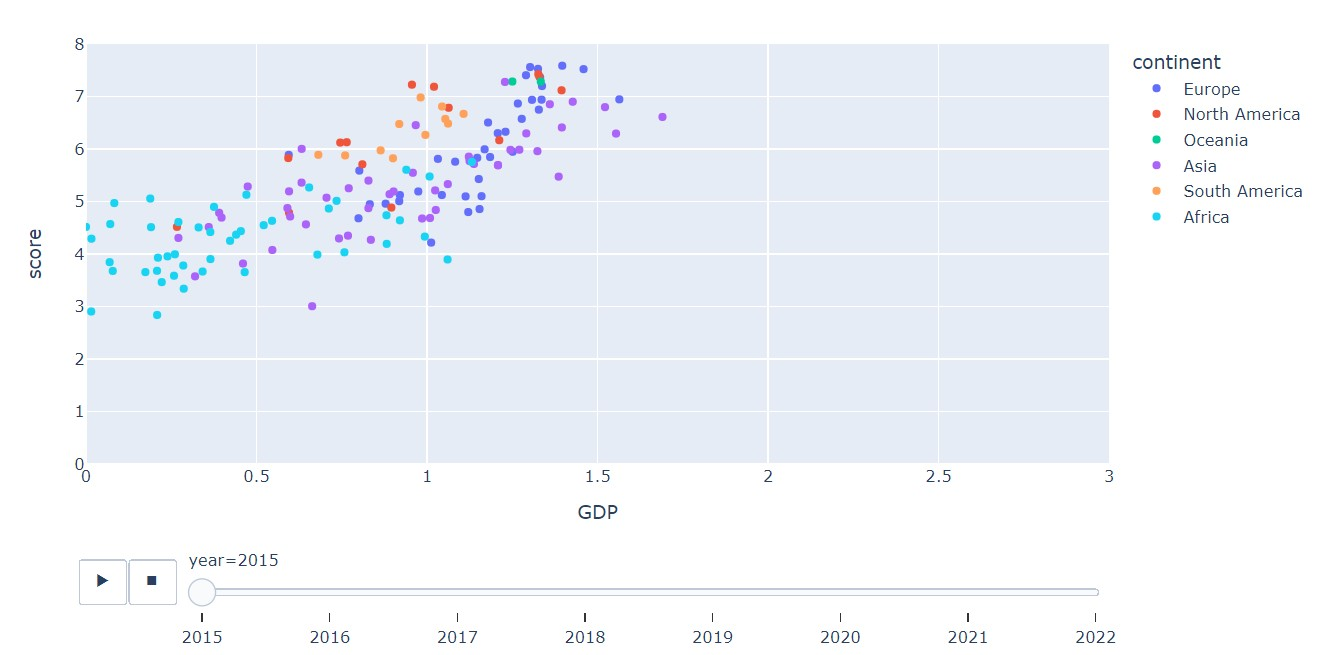 8
7
6
5
4
3
2
1
0
score
0 0.5 1 1.5 2 2.5 3
GDP
continent
Europe
North America
Oceania
Asia
South America
Africa
year=2015
2015 2016 2017 2018 2019 2020 2021 2022